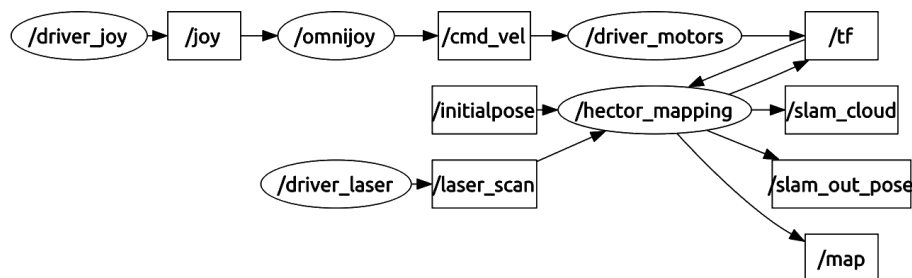 /driver_joy /joy /omnijoy /cmd_vel /driver_motors /tf
/initialpose /hector_mapping /slam_cloud
/driver_laser /laser_scan /slam_out_pose
/map